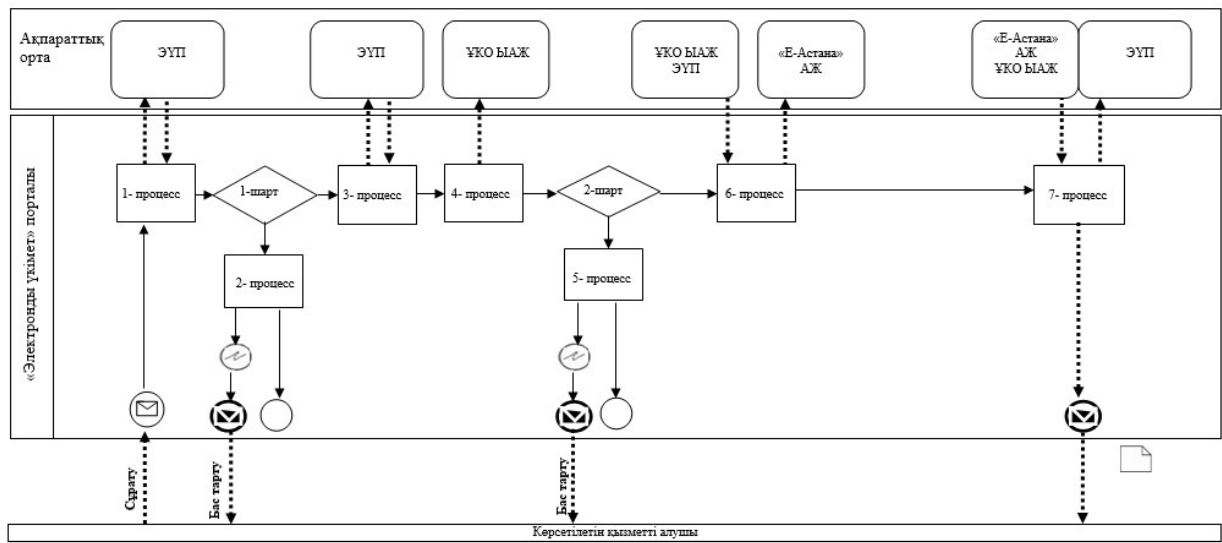 Ақпараттық
орта
ЭҮП
ЭҮП
ҰКО ЫАЖ
ҰКО ЫАЖ
ЭҮП
«Е-Астана»
АЖ
«Е-Астана»
АЖ
ҰКО ЫАЖ
ЭҮП
«Электронды үкімет» порталы
1- процесс
1-шарт
3- процесс
4- процесс
2-шарт
6- процесс
7- процесс
2- процесс
5- процесс
Сұрату
Бас тарту
Бас тарту
Көрсетілетін қызметті алушы